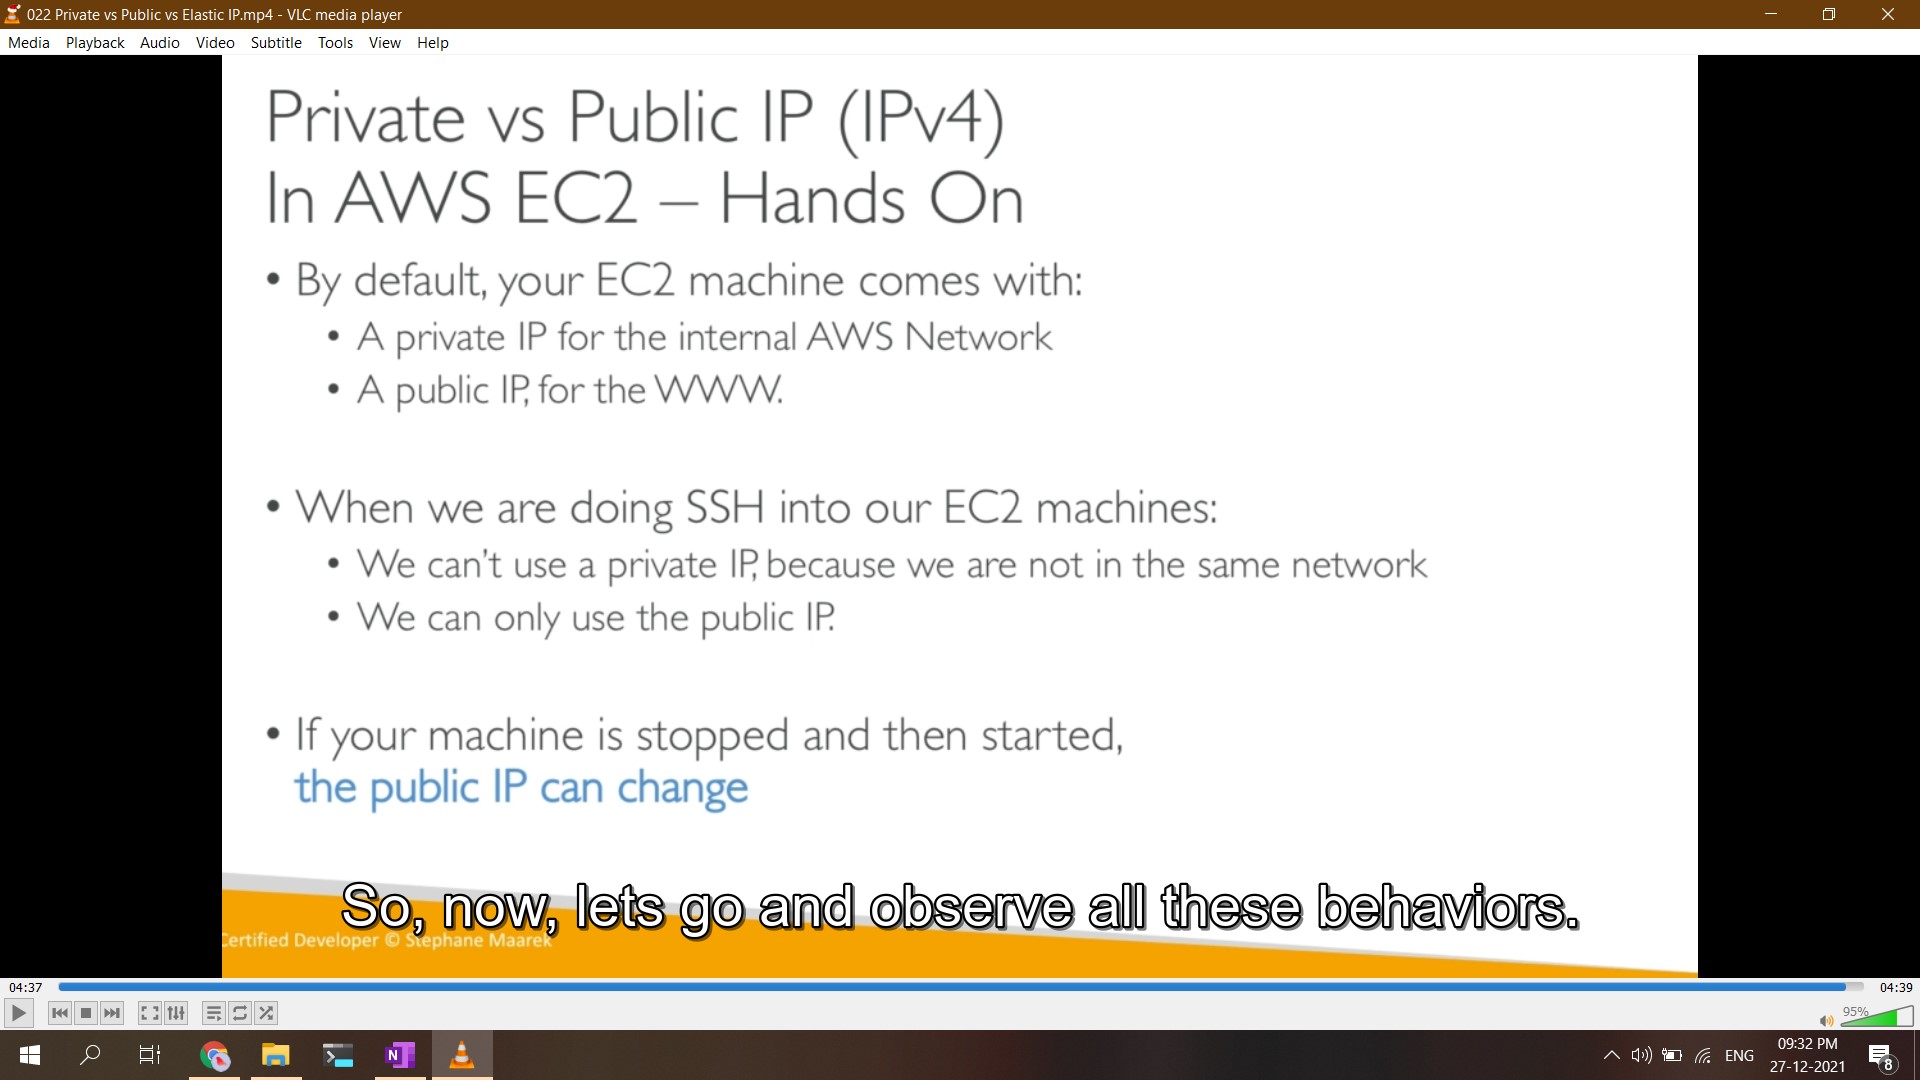 022 Private vs Public vs Elastic IP.mp4 - VLC media player
Media Playback Audio Video Subtitle Tools View Help
Private vs Public IP (IPv4)
In AWS EC2 – Hands On
• By default, your EC2 machine comes with:
• A private IP for the internal AWS Network
• A public IP, for the WWW.
• When we are doing SSH into our EC2 machines:
• We can't use a private IP, because we are not in the same network
• We can only use the public IP.
• If your machine is stopped and then started,
the public IP can change
So, now, lets go and observe all these behaviors.
Certified Developer © Stephane Maarek
04:37 04:39
95%
N
ENG
09:32 PM
27-12-2021
8